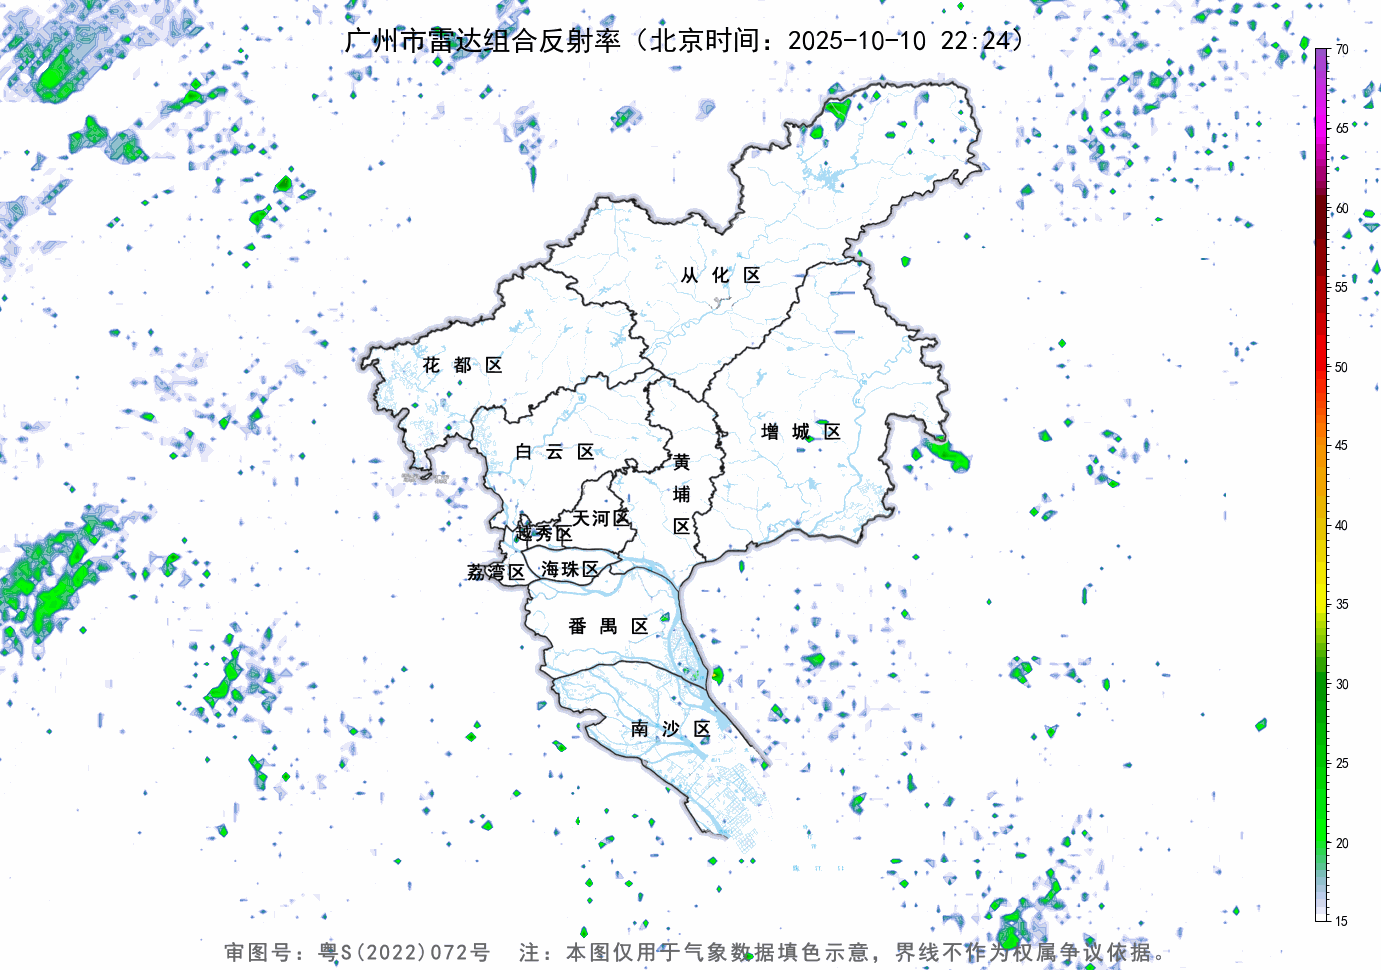 广州市雷达组合反射率（北京时间：2025-10-10 22:24）
70
65
60
55
50
45
40
35
30
25
20
15
从化区
花都区
增城区
白云区
黄埔区
天河区
越秀区
荔湾区
海珠区
番禺区
南沙区
审图号：粤S(2022)072号 注：本图仅用于气象数据填色示意，界线不作为权属争议依据。